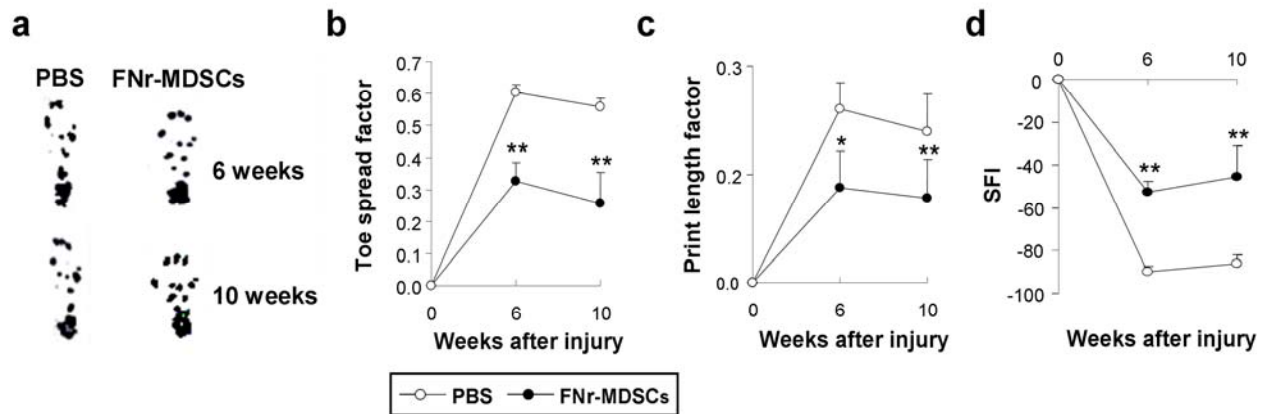 a
PBS FNr-MDSCs
6 weeks
10 weeks
b
Toe spread factor
0.7
0.6
0.5
0.4
0.3
0.2
0.1
0.0
** **
0 6 10
Weeks after injury
c
Print length factor
0.3
0.2
0.0
* **
0 6 10
Weeks after injury
d
0 6 10
SFI
0
-20
-40
-60
-80
-100
** **
Weeks after injury
PBS FNr-MDSCs